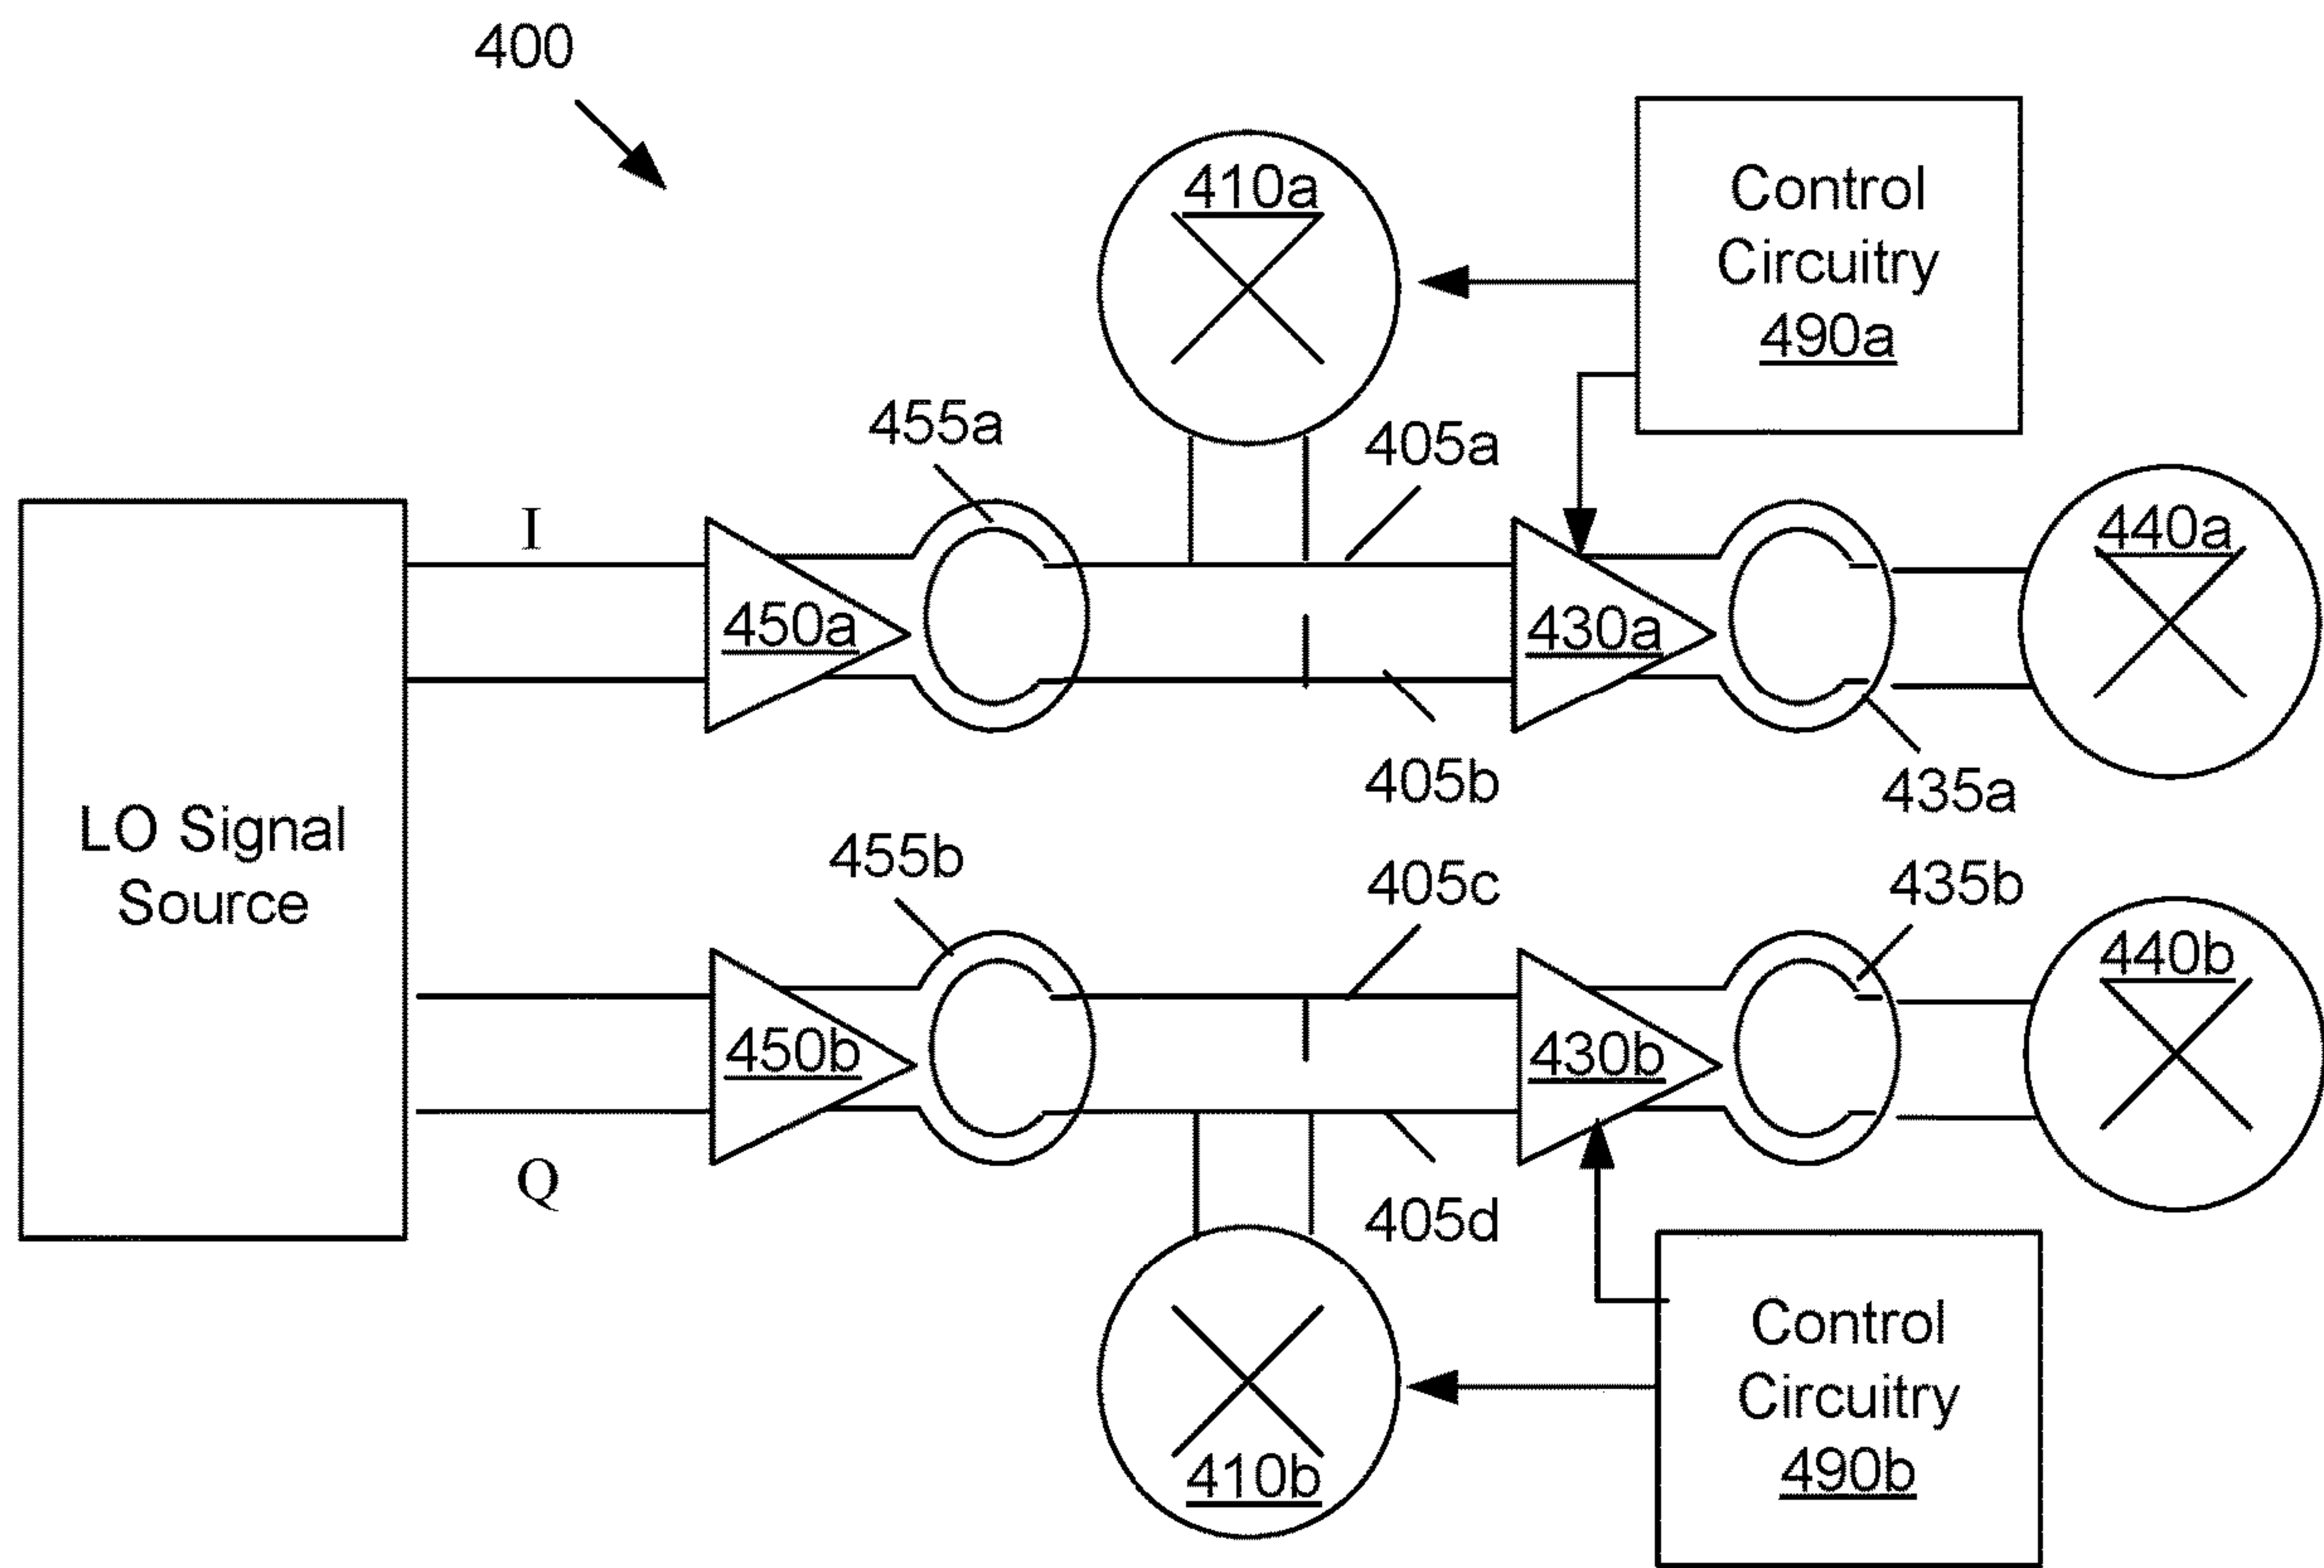 400
410a
Control
Circuitry
490a
455a
405a
I
440a
450a
430a
405b
435a
LO Signal
Source
455b
405c
435b
440b
450b
430b
Q
405d
Control
Circuitry
490b
410b